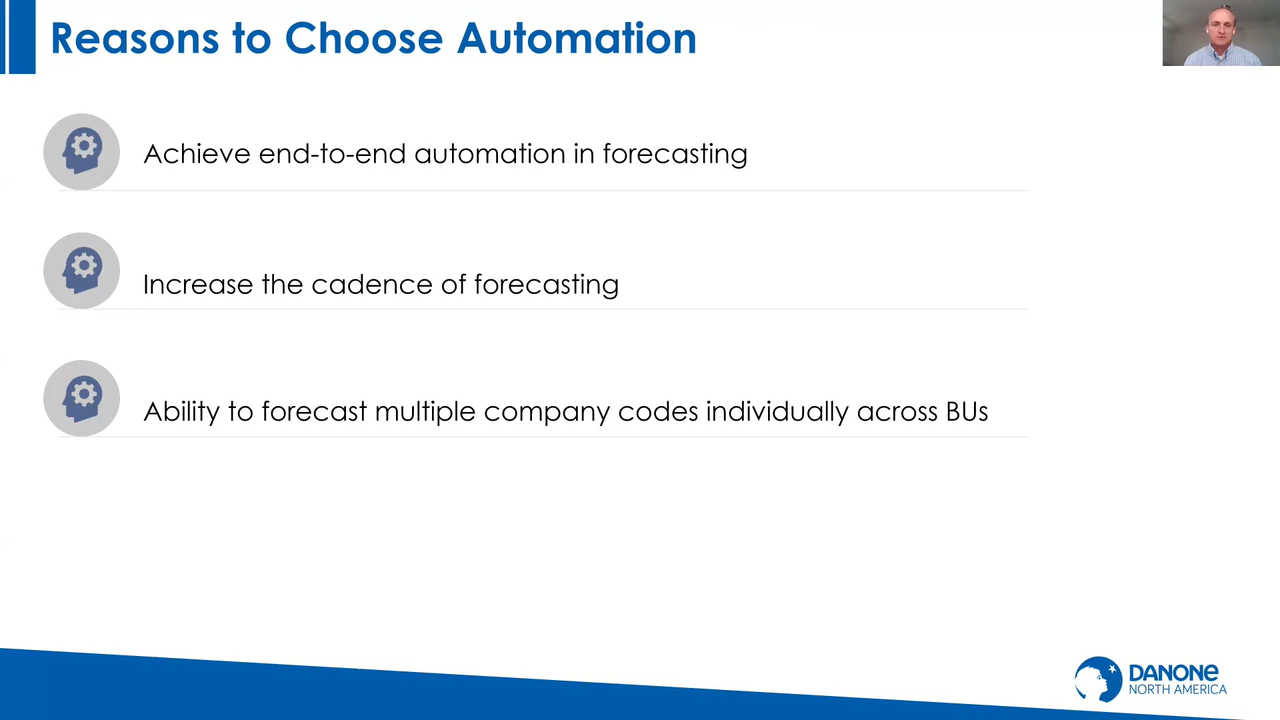 Reasons to Choose Automation
Achieve end-to-end automation in forecasting
Increase the cadence of forecasting
Ability to forecast multiple company codes individually across BUs
DANONE
NORTH AMERICA